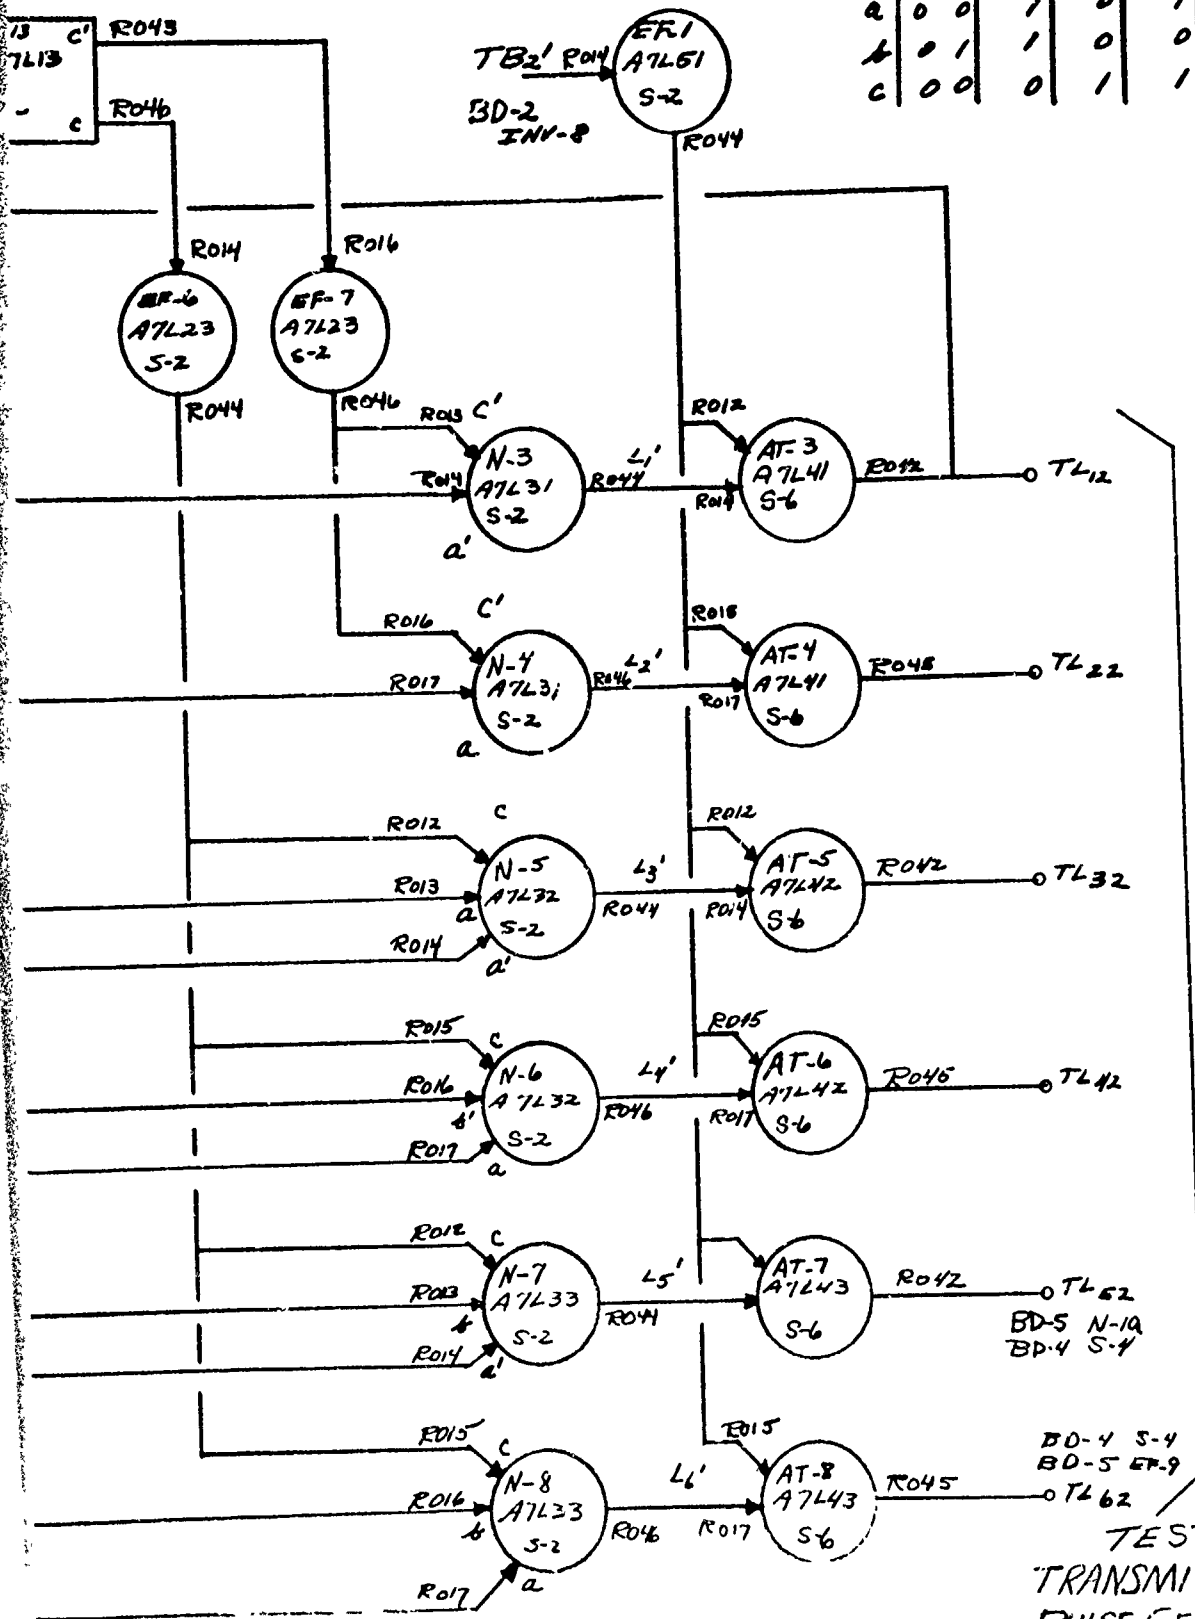 13 C'
7L13
-
C
R043
R046
TB2' R014
BD-2
INV-8
EF.1
A7L51
S-2
R044
a 0 0 1 0 1
b 0 1 1 0 0
c 0 0 0 1 1
R014
R016
EF-6
A7L23
S-2
EF-7
A7L23
S-2
R044
R046
R013 C'
R014
N-3
A7L31
S-2
a'
L1'
R044
R012
R014
AT-3
A7L41
S-6
R042
TL12
C'
R016
R017
N-4
A7L31
S-2
a
R046 L2'
R018
R017
AT-4
A7L41
S-6
R045
TL22
C
R012
R013
a
R014
a'
N-5
A7L32
S-2
L3'
R044
R012
R014
AT-5
A7L42
S-6
R042
TL32
R015
C
R016
b'
R017
a
N-6
A7L32
S-2
L4'
R046
R015
R017
AT-6
A7L42
S-6
R045
TL42
R012
C
R013
b
R014
a'
N-7
A7L33
S-2
L5'
R044
AT-7
A7L43
S-6
R042
TL52
BD-5 N-10
BD-4 S-4
R015
C
R016
b
R017
a
N-8
A7L33
S-2
L6'
R046
R015
R017
AT-8
A7L43
S-6
R045
BD-4 S-4
BD-5 EF-9
TL62
TES
TRANSMI